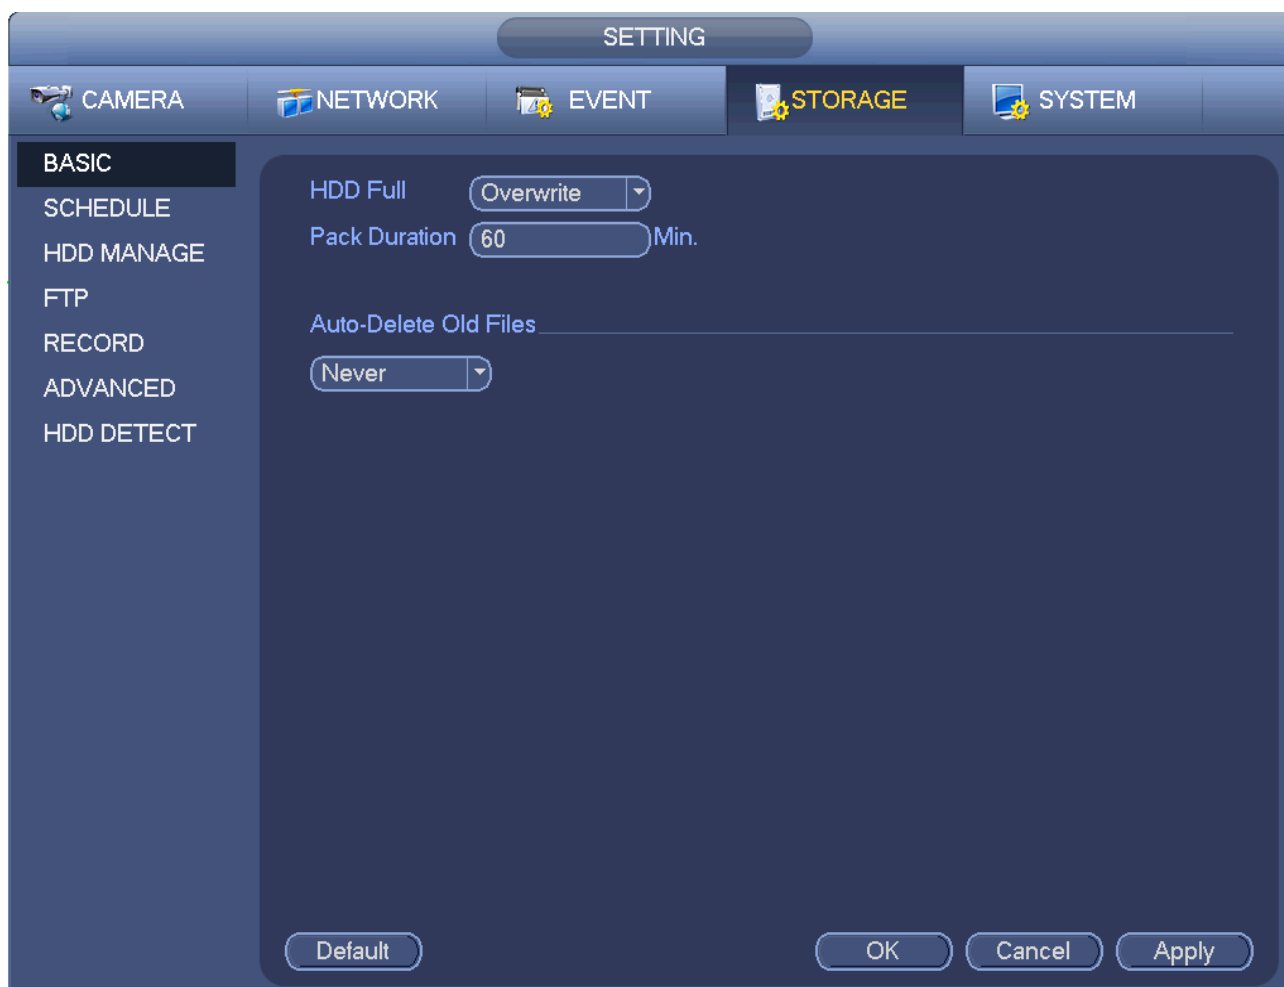 SETTING
CAMERA NETWORK EVENT STORAGE SYSTEM
BASIC
SCHEDULE
HDD MANAGE
FTP
RECORD
ADVANCED
HDD DETECT
HDD Full Overwrite
Pack Duration 60 Min.
Auto-Delete Old Files
Never
Default OK Cancel Apply